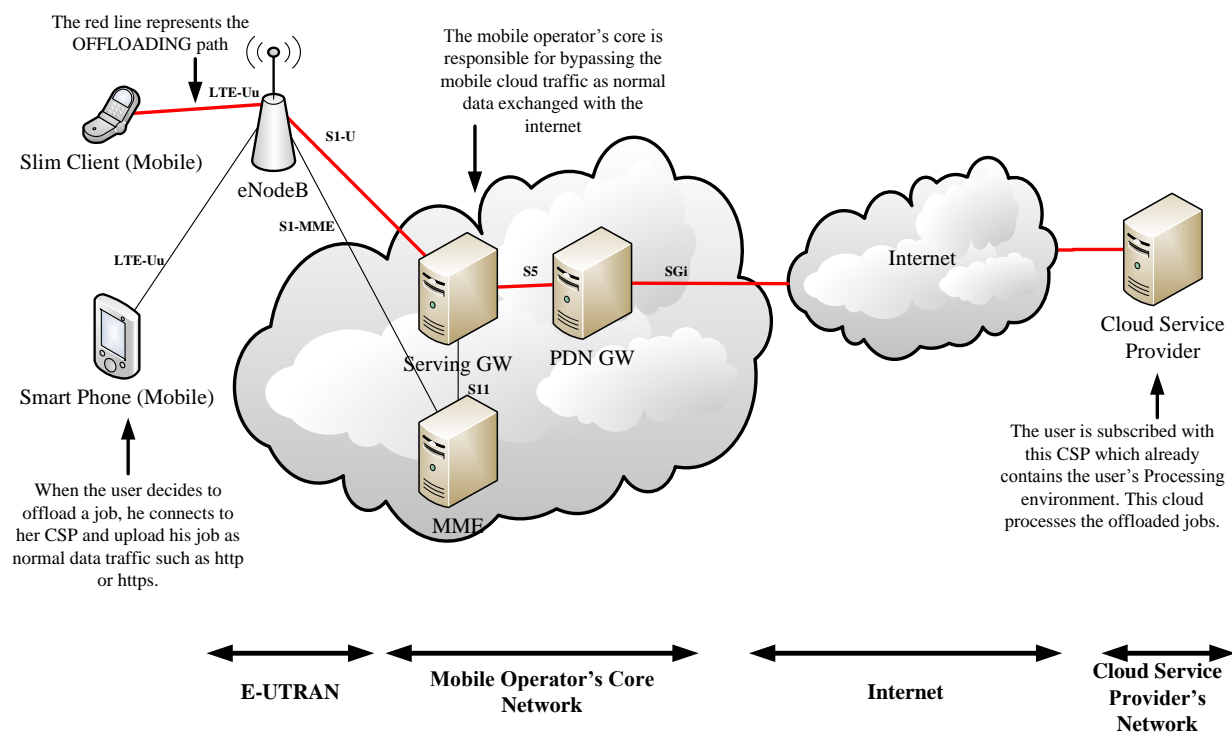 The red line represents the
OFFLOADING path
LTE-Uu
Slim Client (Mobile)
eNodeB
S1-U
The mobile operator's core is
responsible for bypassing the
mobile cloud traffic as normal
data exchanged with the
internet
S1-MME
LTE-Uu
Smart Phone (Mobile)
When the user decides to
offload a job, he connects to
her CSP and upload his job as
normal data traffic such as http
or https.
Serving GW
S5
PDN GW
SGi
S11
MME
Internet
Cloud Service
Provider
The user is subscribed with
this CSP which already
contains the user's Processing
environment. This cloud
processes the offloaded jobs.
E-UTRAN
Mobile Operator's Core
Network
Internet
Cloud Service
Provider's
Network